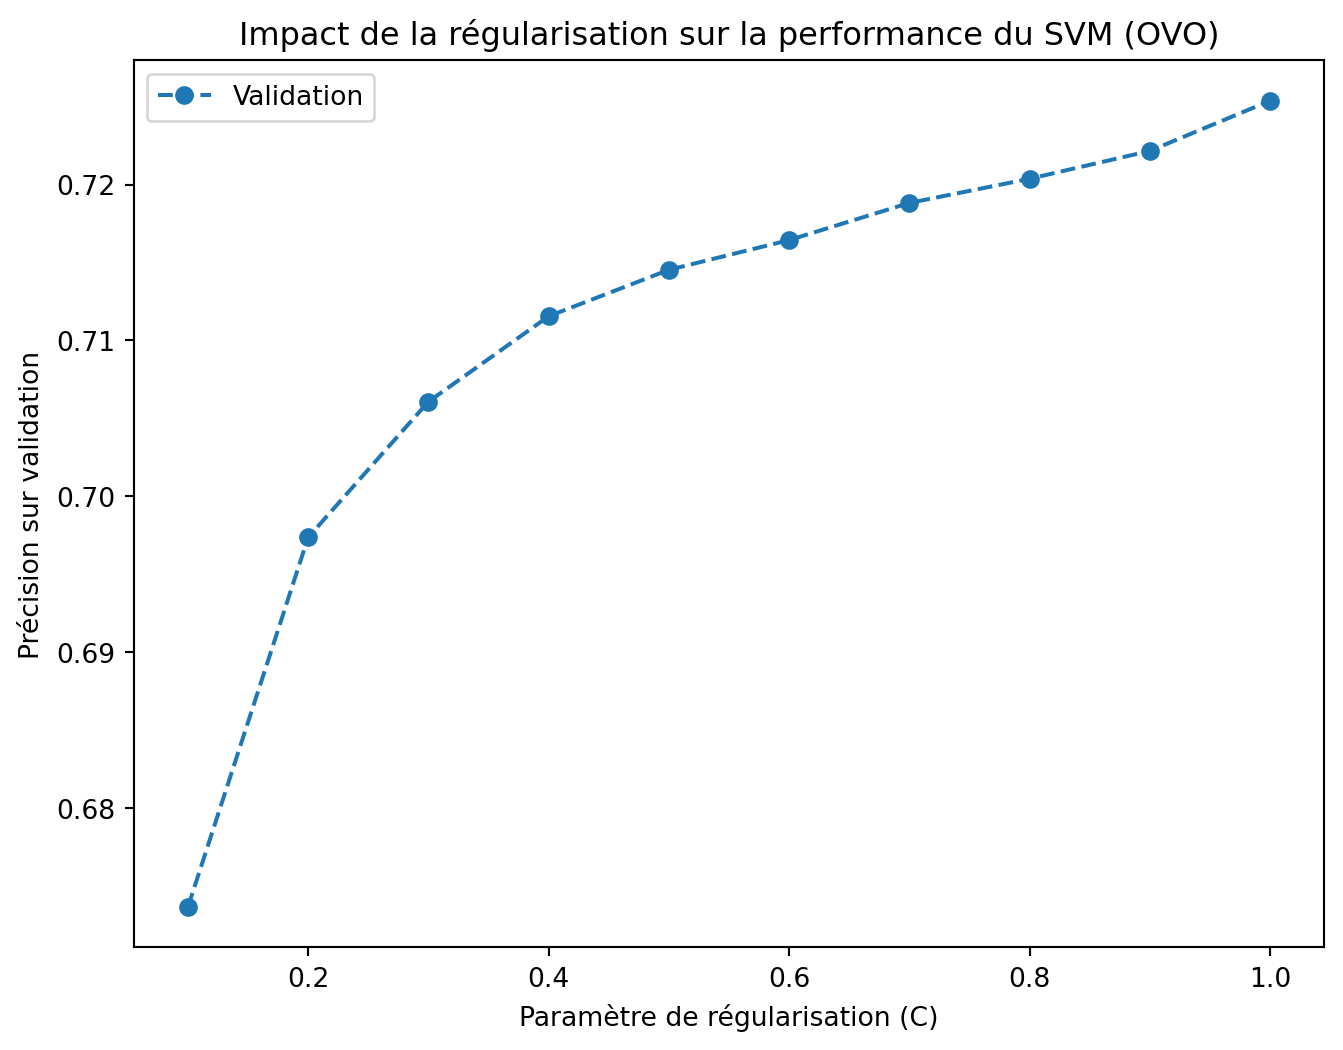 Impact de la régularisation sur la performance du SVM (OVO)
Validation
0.72
0.71
0.70
0.69
0.68
Précision sur validation
0.2
0.4
0.6
0.8
1.0
Paramètre de régularisation (C)